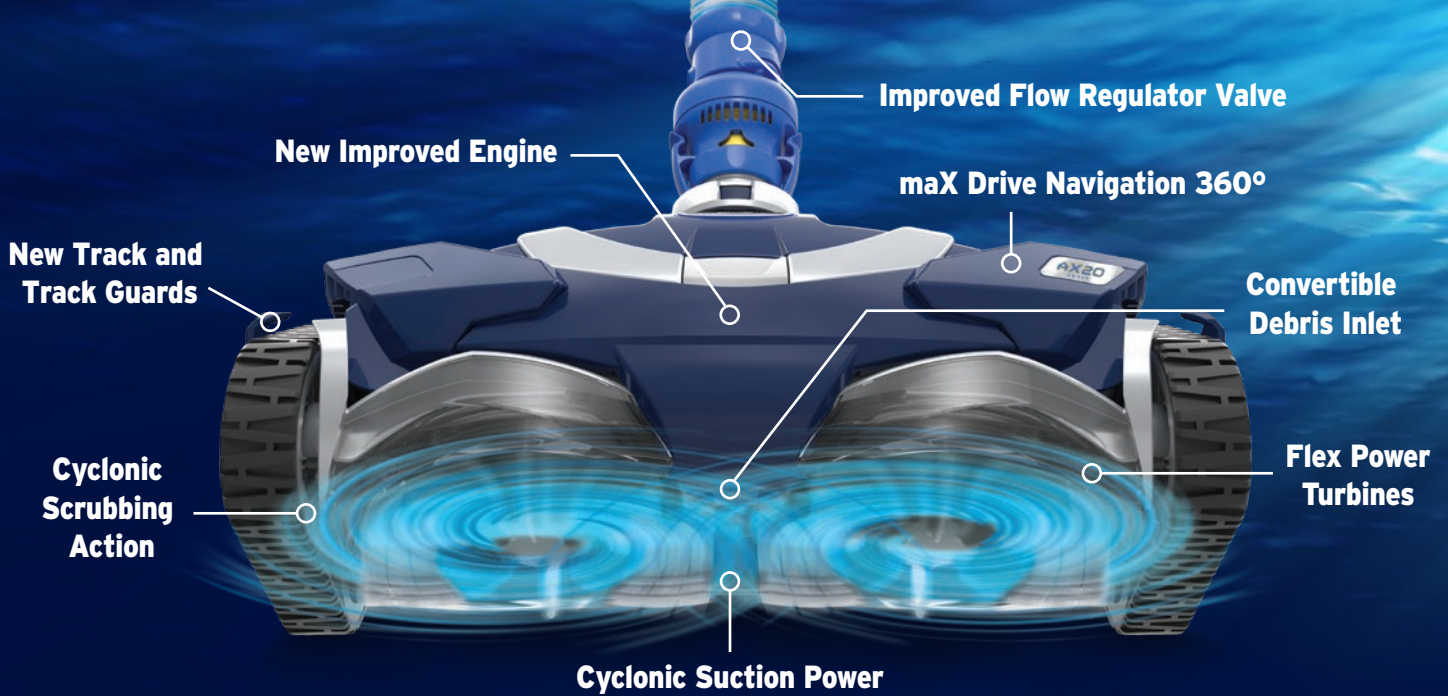 Improved Flow Regulator Valve
New Improved Engine
maX Drive Navigation 360°
New Track and
Track Guards
AX20
Convertible
Debris Inlet
Cyclonic
Scrubbing
Action
Flex Power
Turbines
Cyclonic Suction Power